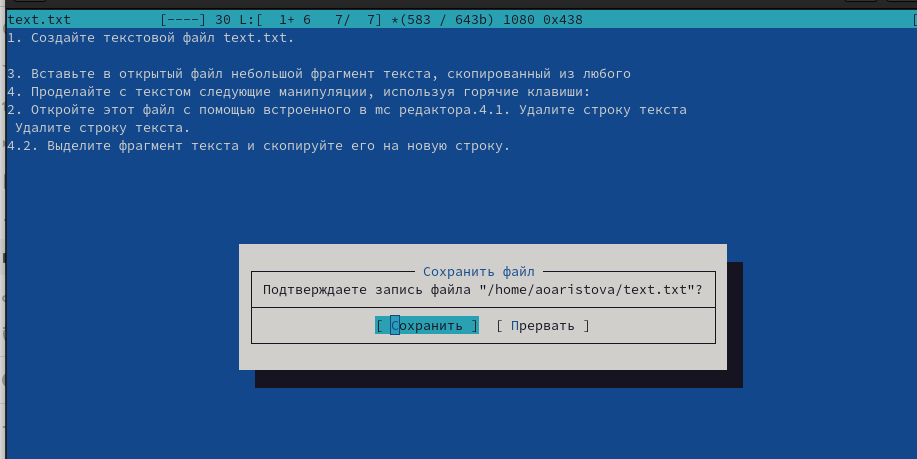 text.txt [----] 30 L:[ 1+ 6 7/ 7] *(583 / 643b) 1080 0x438 [
1. Создайте текстовой файл text.txt.
3. Вставьте в открытый файл небольшой фрагмент текста, скопированный из любого
4. Проделайте с текстом следующие манипуляции, используя горячие клавиши:
2. Откройте этот файл с помощью встроенного в mc редактора.4.1. Удалите строку текста
Удалите строку текста.
4.2. Выделите фрагмент текста и скопируйте его на новую строку.
Сохранить файл
Подтверждаете запись файла "/home/aoaristova/text.txt"?
[ Сохранить ] [ Прервать ]